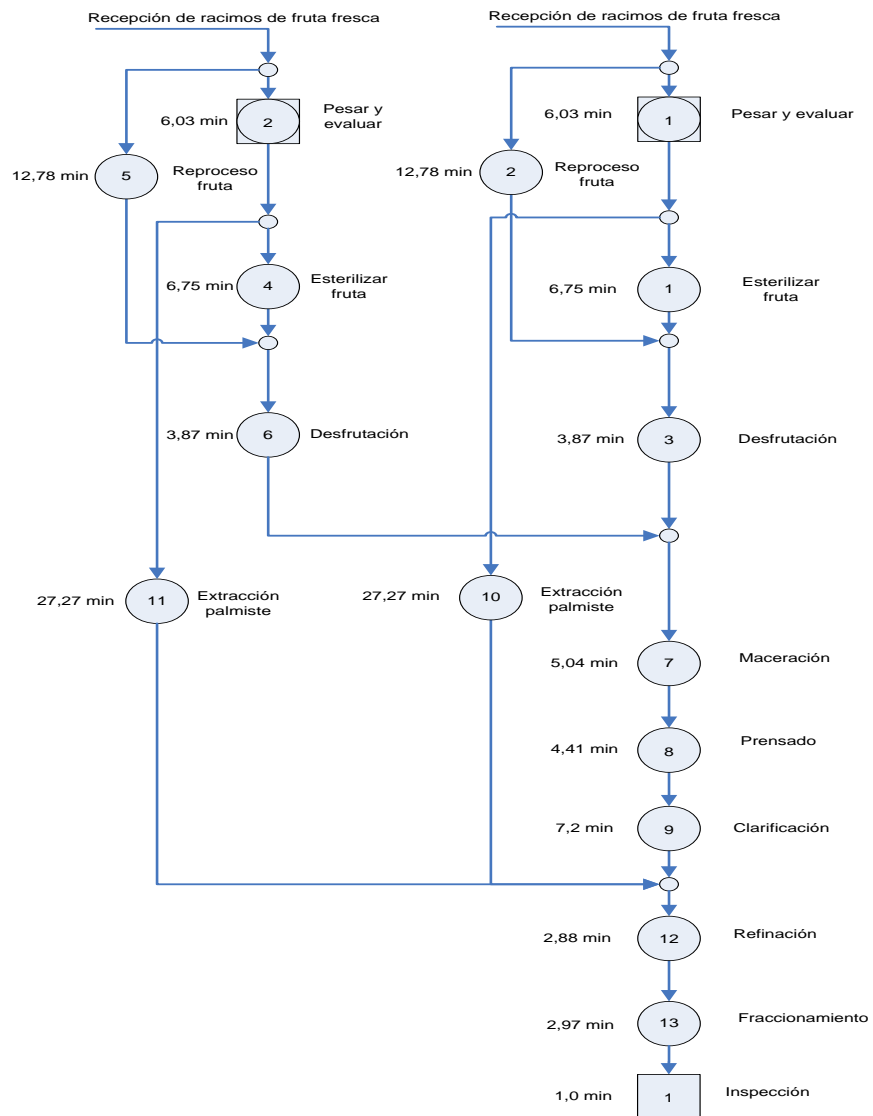 Recepción de racimos de fruta fresca
Recepción de racimos de fruta fresca
6,03 min
2
Pesar y
evaluar
6,03 min
1
Pesar y evaluar
12,78 min
5
Reproceso
fruta
12,78 min
2
Reproceso
fruta
6,75 min
4
Esterilizar
fruta
6,75 min
1
Esterilizar
fruta
3,87 min
6
Desfrutación
3,87 min
3
Desfrutación
27,27 min
11
Extracción
palmiste
27,27 min
10
Extracción
palmiste
5,04 min
7
Maceración
4,41 min
8
Prensado
7,2 min
9
Clarificación
2,88 min
12
Refinación
2,97 min
13
Fraccionamiento
1,0 min
1
Inspección